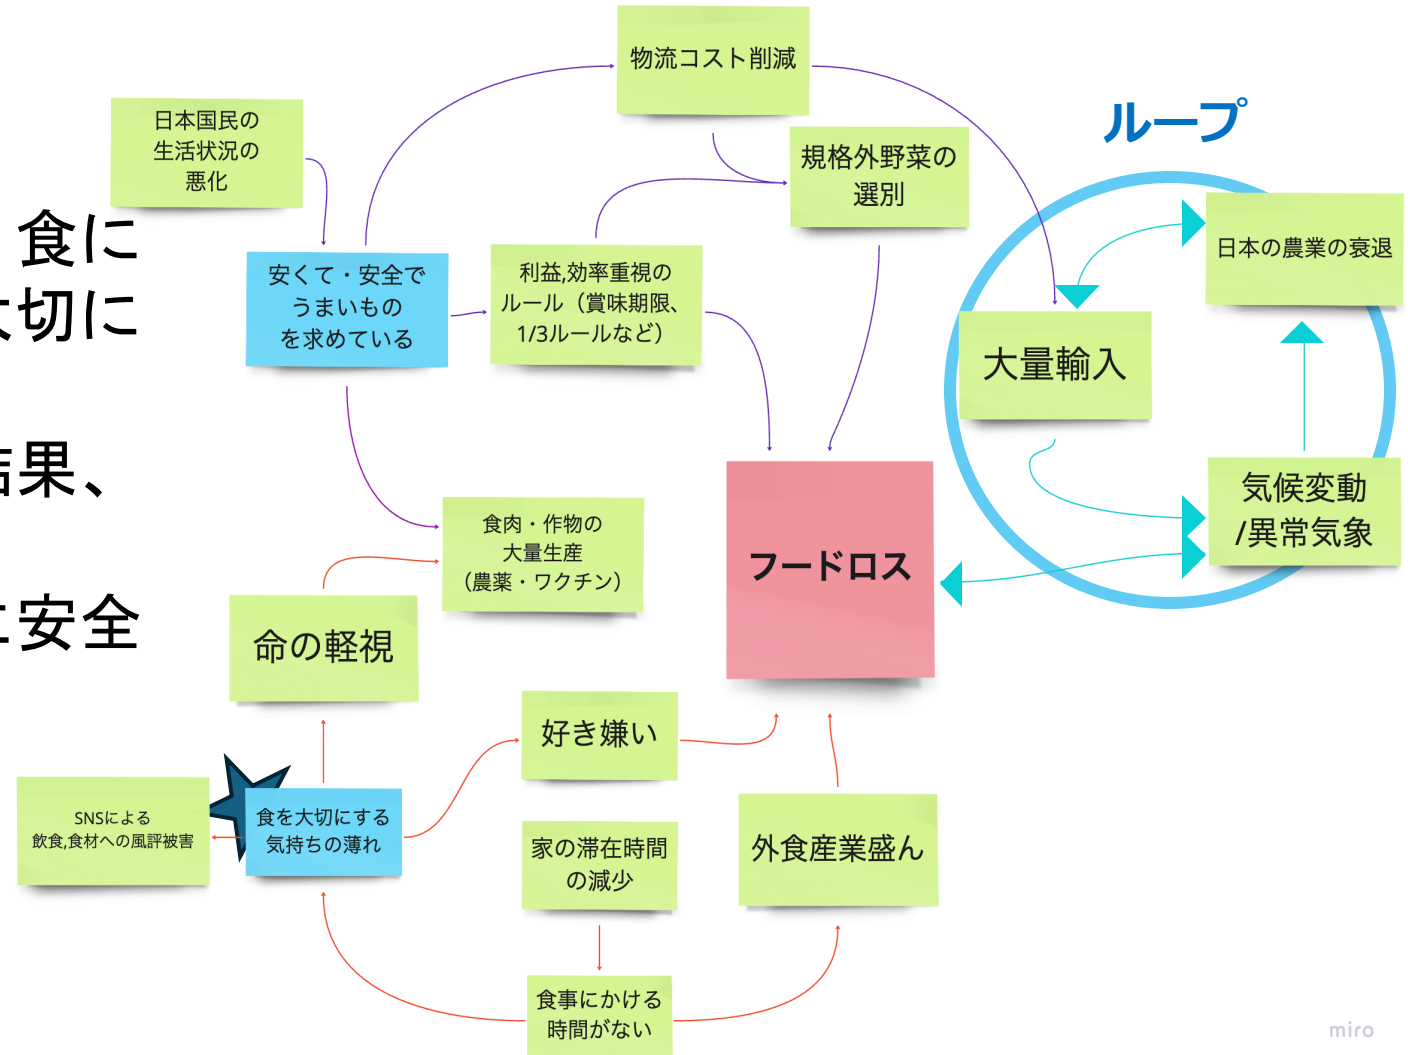 物流コスト削減
日本国民の
生活状況の
悪化
ループ
規格外野菜の
選別
食に
切に
結果、
安全
安くて・安全で
うまいもの
を求めている
利益,効率重視の
ルール（賞味期限、
1/3ルールなど）
日本の農業の衰退
大量輸入
気候変動
/異常気象
食肉・作物の
大量生産
（農薬・ワクチン）
フードロス
命の軽視
好き嫌い
SNSによる
飲食,食材への風評被害
食を大切にする
気持ちの薄れ
家の滞在時間
の減少
外食産業盛ん
食事にかける
時間がない
miro